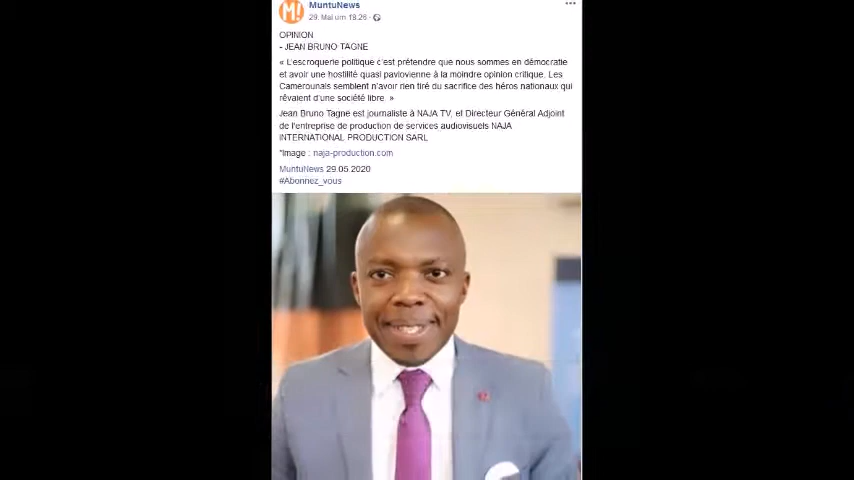 M!
MuntuNews
29. Mai um 18:26 ·
OPINION
- JEAN BRUNO TAGNE
« L'escroquerie politique c'est prétendre que nous sommes en démocratie
et avoir une hostilité quasi pavlovienne à la moindre opinion critique. Les
Camerounais semblent n'avoir rien tiré du sacrifice des héros nationaux qui
rêvaient d'une société libre. »
Jean Bruno Tagne est journaliste à NAJA TV, et Directeur Général Adjoint
de l'entreprise de production de services audiovisuels NAJA
INTERNATIONAL PRODUCTION SARL
*Image : naja-production.com
MuntuNews 29.05.2020
#Abonnez_vous